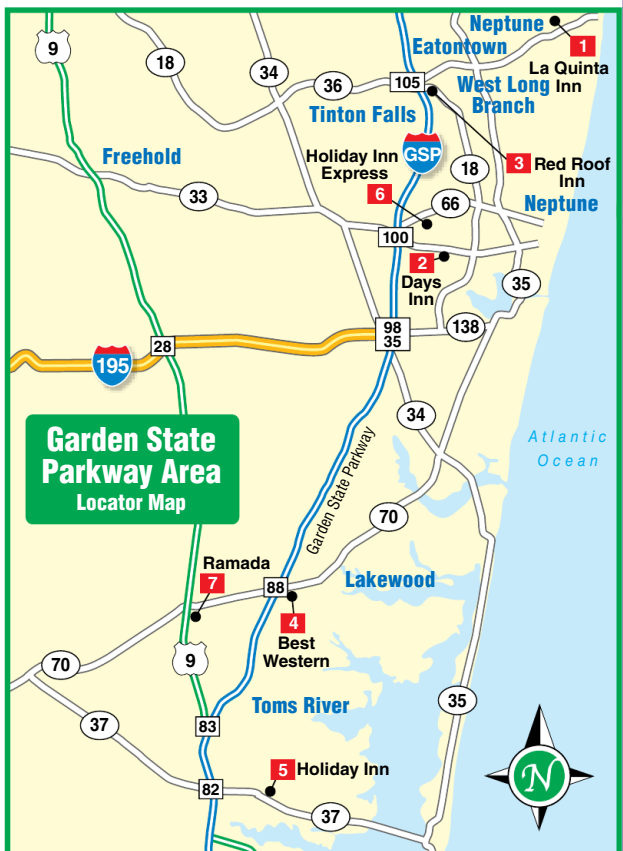 Neptune
9
Eatontown
1
18
34
La Quinta
Inn
36
105
West Long
Branch
Tinton Falls
GSP
Freehold
Holiday Inn
Express
3 Red Roof
Inn
18
33
6
66
Neptune
100
2
Days
Inn
35
98
35
138
28
195
34
Garden State
Parkway Area
Locator Map
Atlantic
Ocean
Garden State Parkway
70
Ramada
7
88
Lakewood
4
Best
Western
9
70
35
Toms River
37
83
5 Holiday Inn
N
82
37